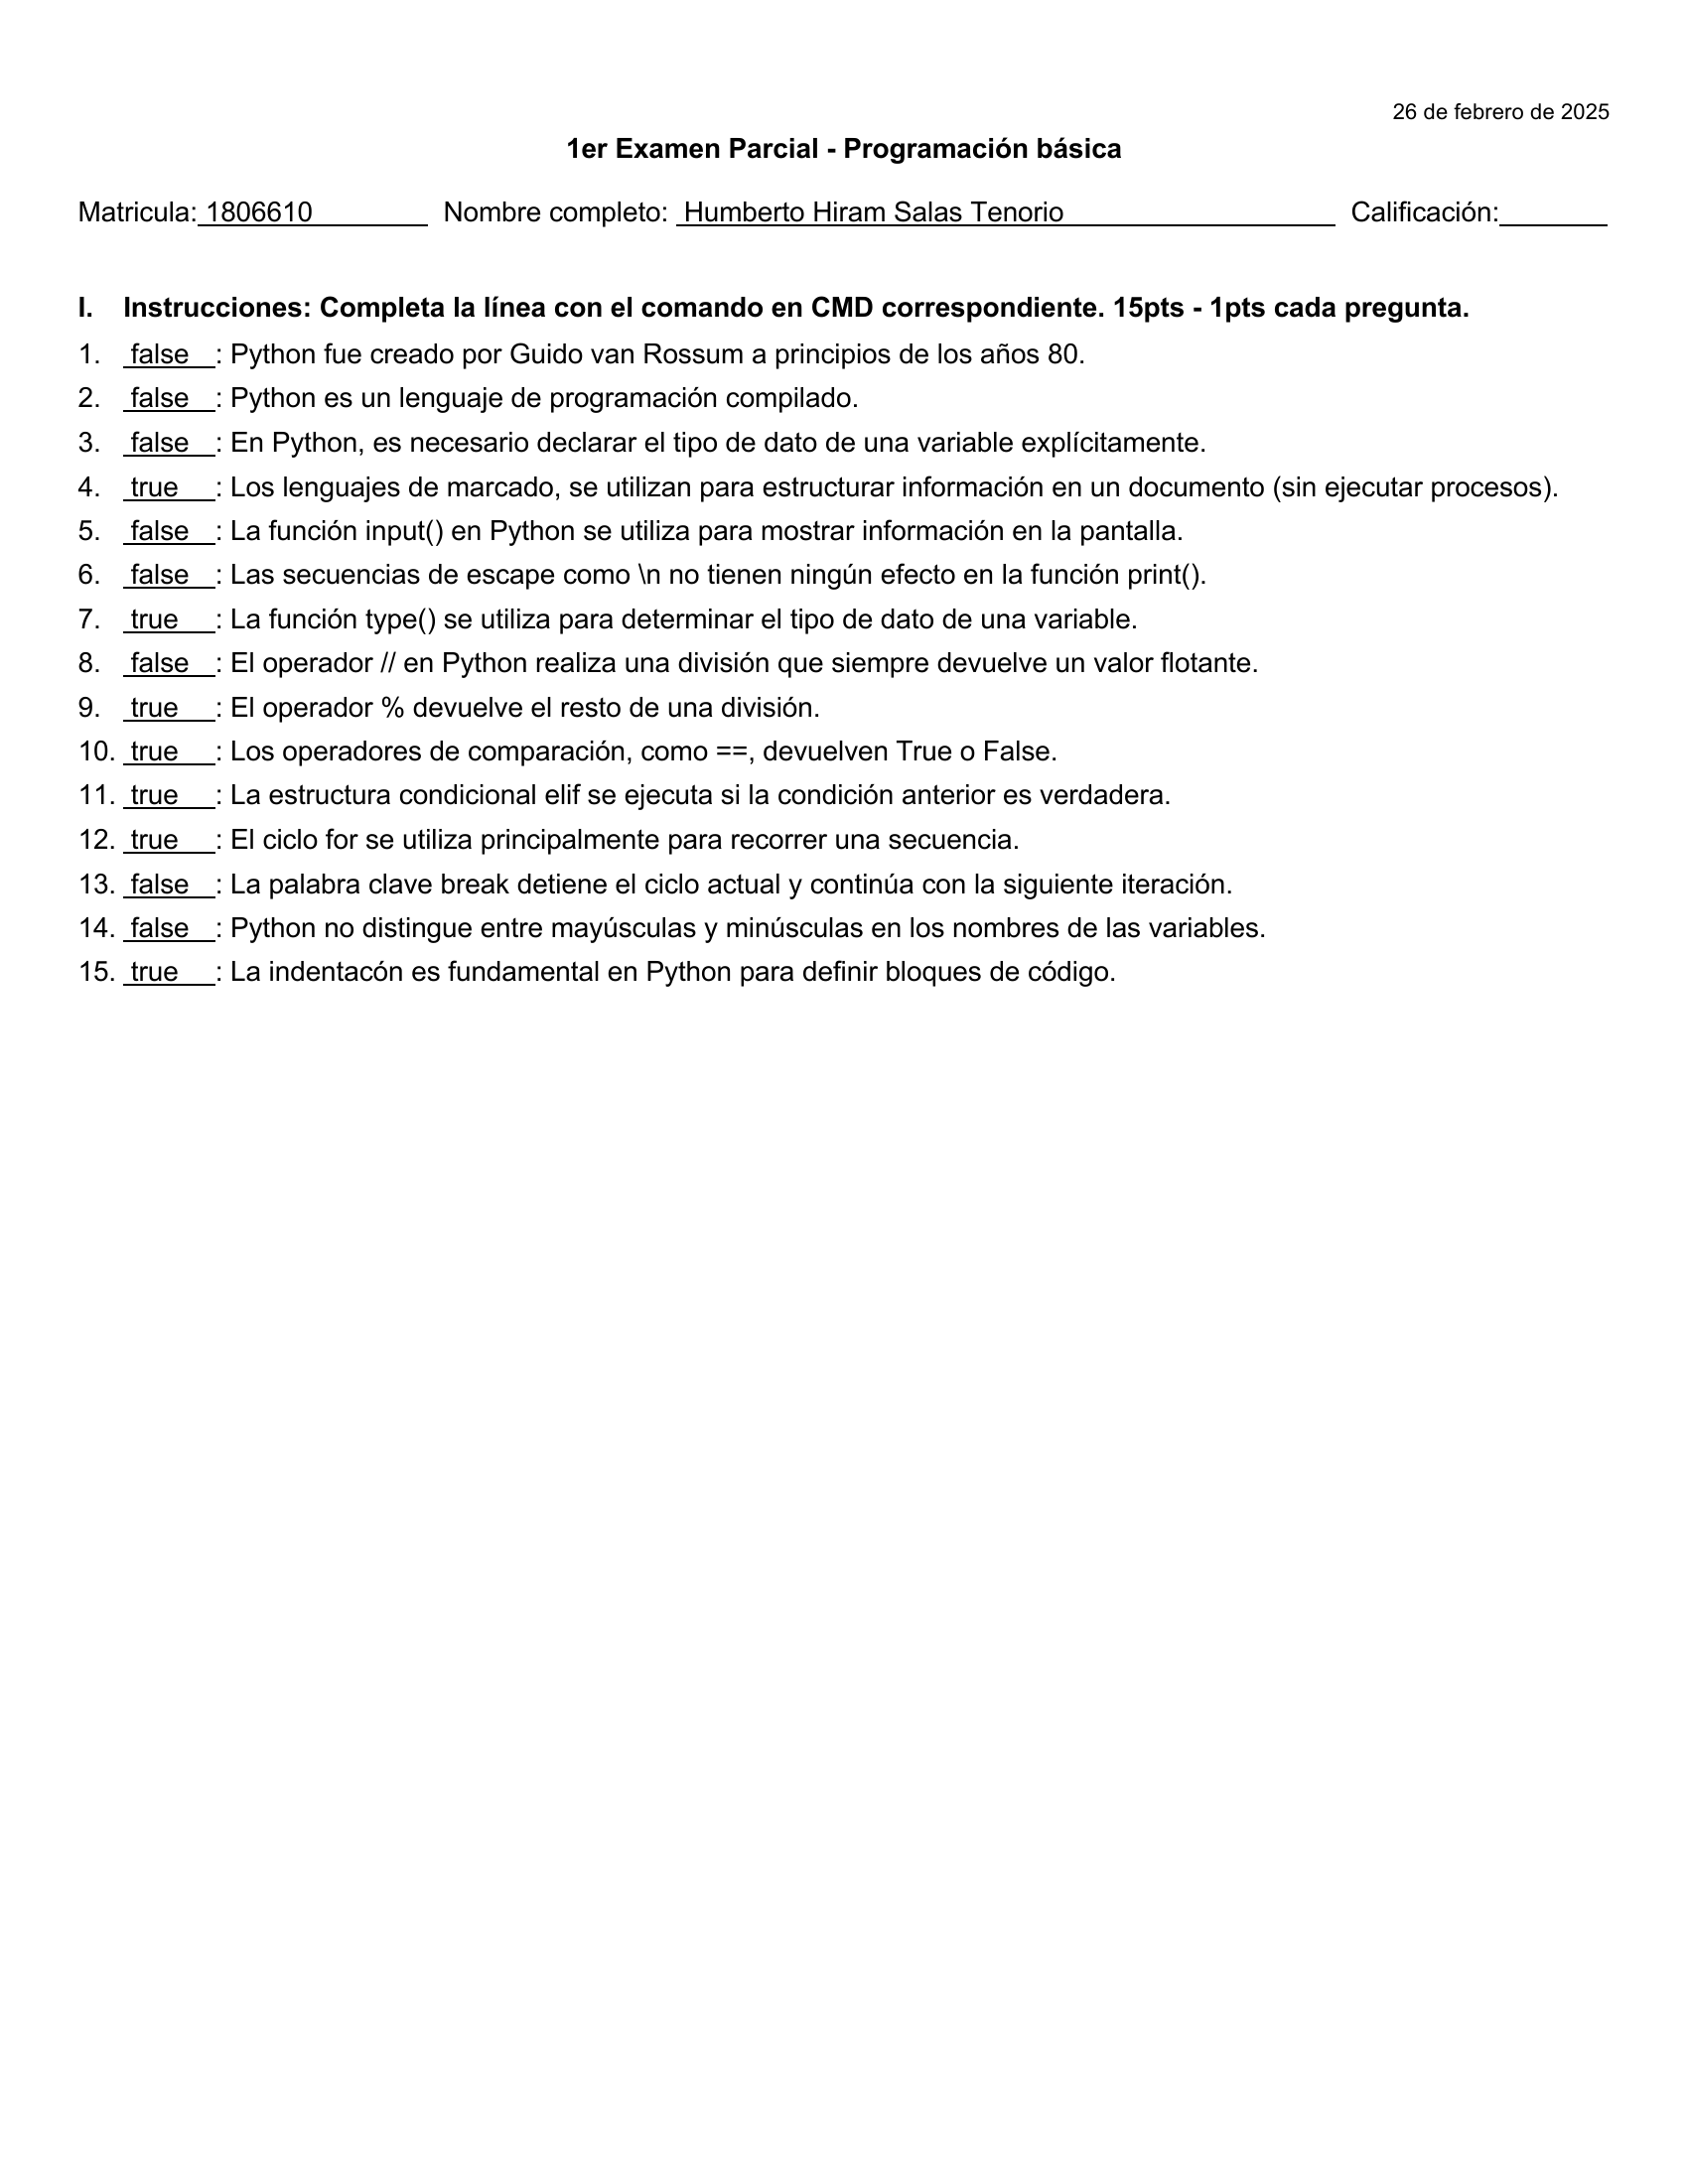 26 de febrero de 2025
1er Examen Parcial - Programación básica
Matricula: 1806610 Nombre completo: Humberto Hiram Salas Tenorio Calificación:
I. Instrucciones: Completa la línea con el comando en CMD correspondiente. 15pts - 1pts cada pregunta.
1. false : Python fue creado por Guido van Rossum a principios de los años 80.
2. false : Python es un lenguaje de programación compilado.
3. false : En Python, es necesario declarar el tipo de dato de una variable explícitamente.
4. true : Los lenguajes de marcado, se utilizan para estructurar información en un documento (sin ejecutar procesos).
5. false : La función input() en Python se utiliza para mostrar información en la pantalla.
6. false : Las secuencias de escape como \n no tienen ningún efecto en la función print().
7. true : La función type() se utiliza para determinar el tipo de dato de una variable.
8. false : El operador // en Python realiza una división que siempre devuelve un valor flotante.
9. true : El operador % devuelve el resto de una división.
10. true : Los operadores de comparación, como ==, devuelven True o False.
11. true : La estructura condicional elif se ejecuta si la condición anterior es verdadera.
12. true : El ciclo for se utiliza principalmente para recorrer una secuencia.
13. false : La palabra clave break detiene el ciclo actual y continúa con la siguiente iteración.
14. false : Python no distingue entre mayúsculas y minúsculas en los nombres de las variables.
15. true : La indentacón es fundamental en Python para definir bloques de código.